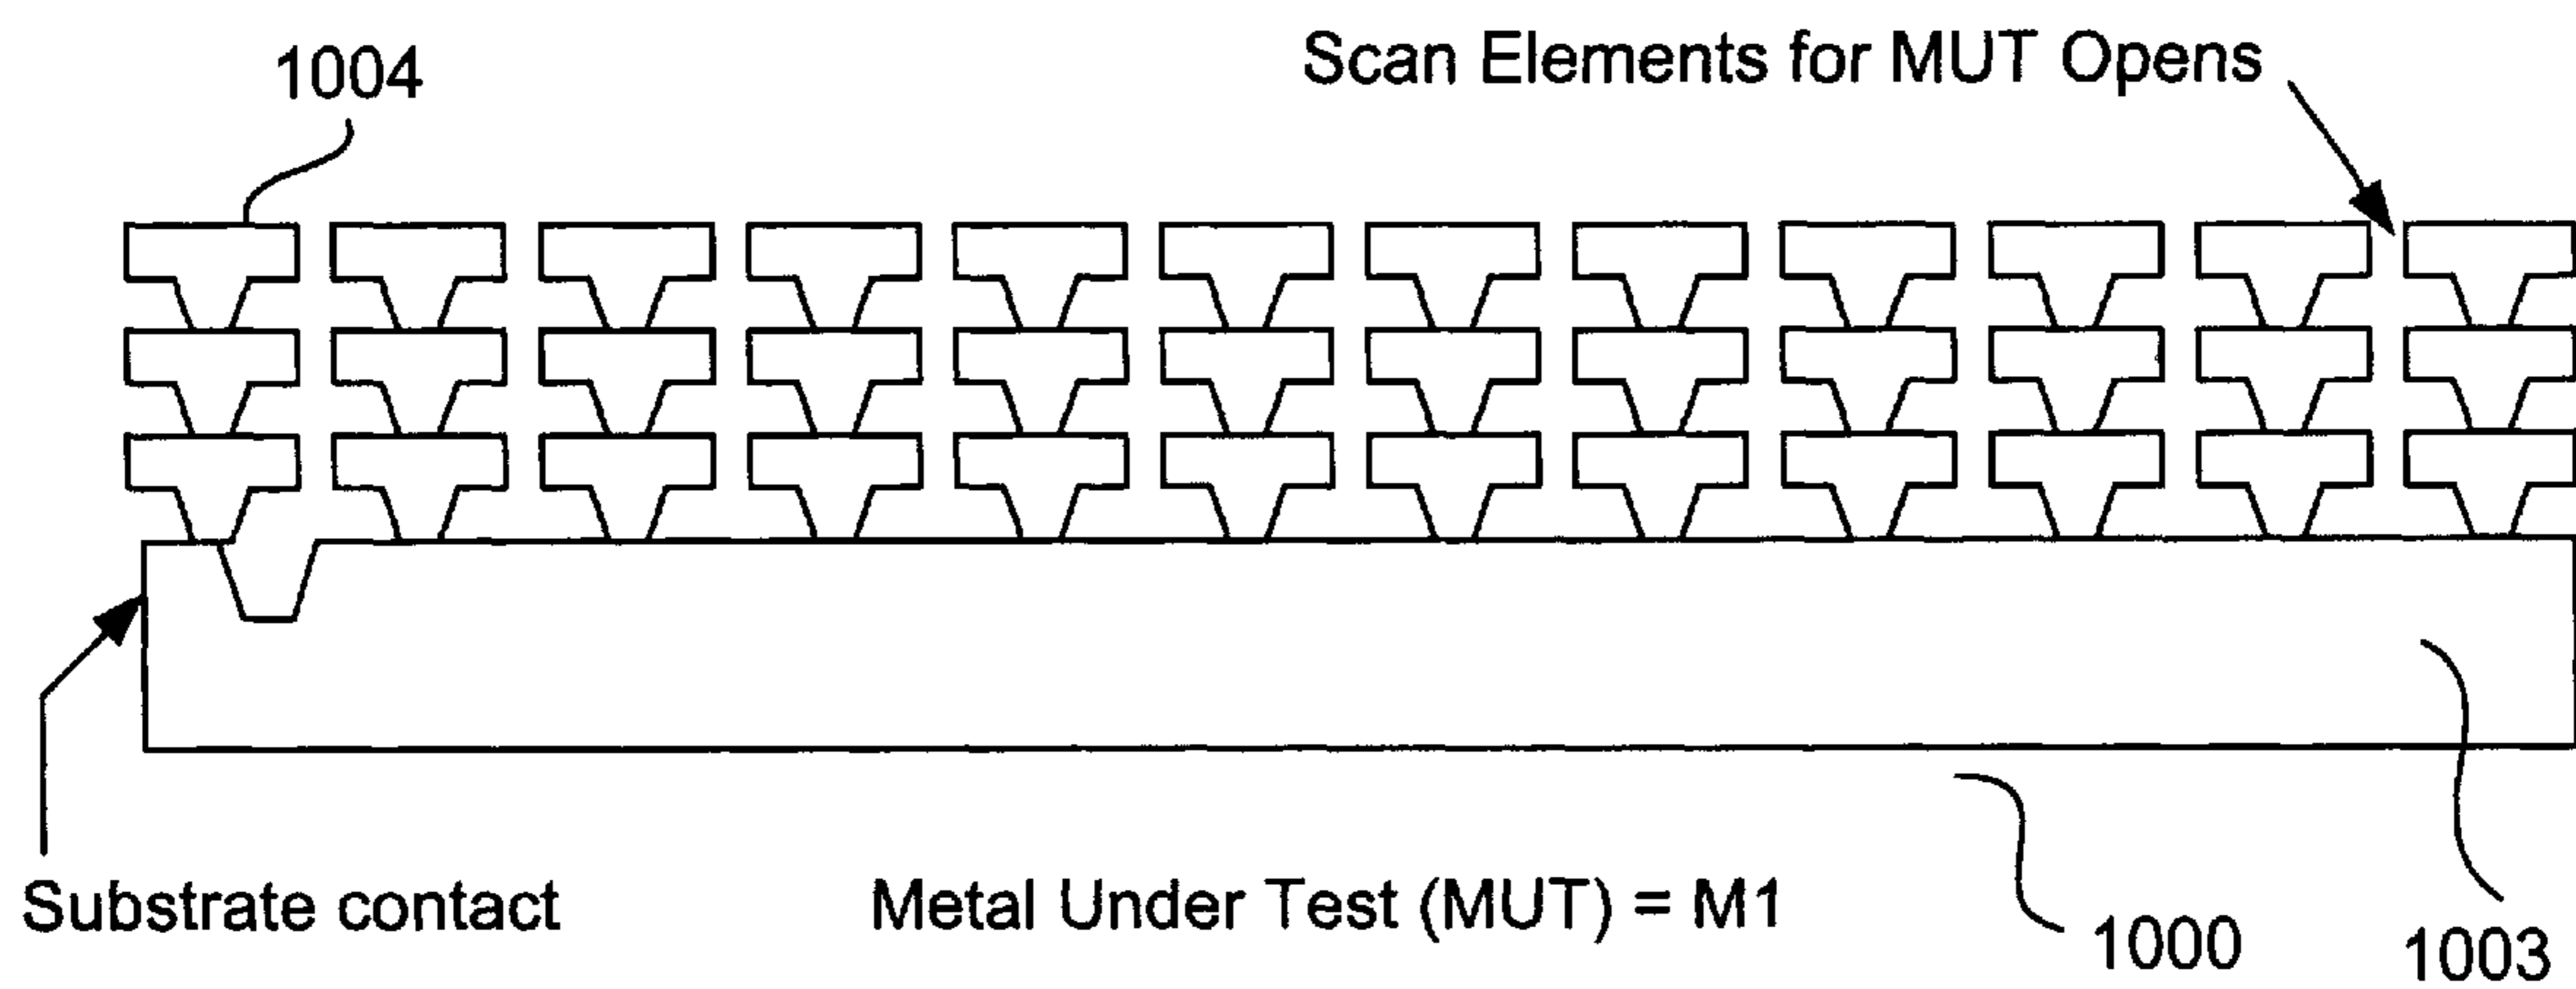 1004
Scan Elements for MUT Opens
Substrate contact
Metal Under Test (MUT) = M1
1000
1003